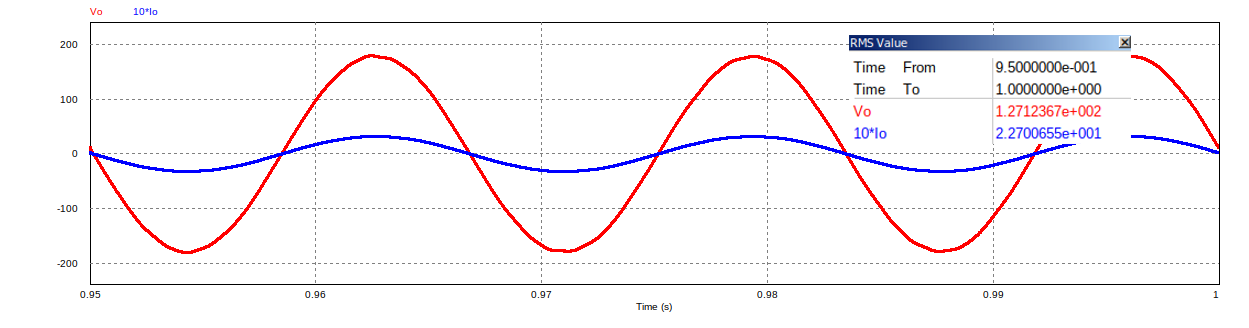 Vo 10*Io
RMS Value
Time From 9.5000000e-001
Time To 1.0000000e+000
Vo 1.2712367e+002
10*Io 2.2700655e+001
200
100
0
-100
-200
0.95 0.96 0.97 0.98 0.99 1
Time (s)